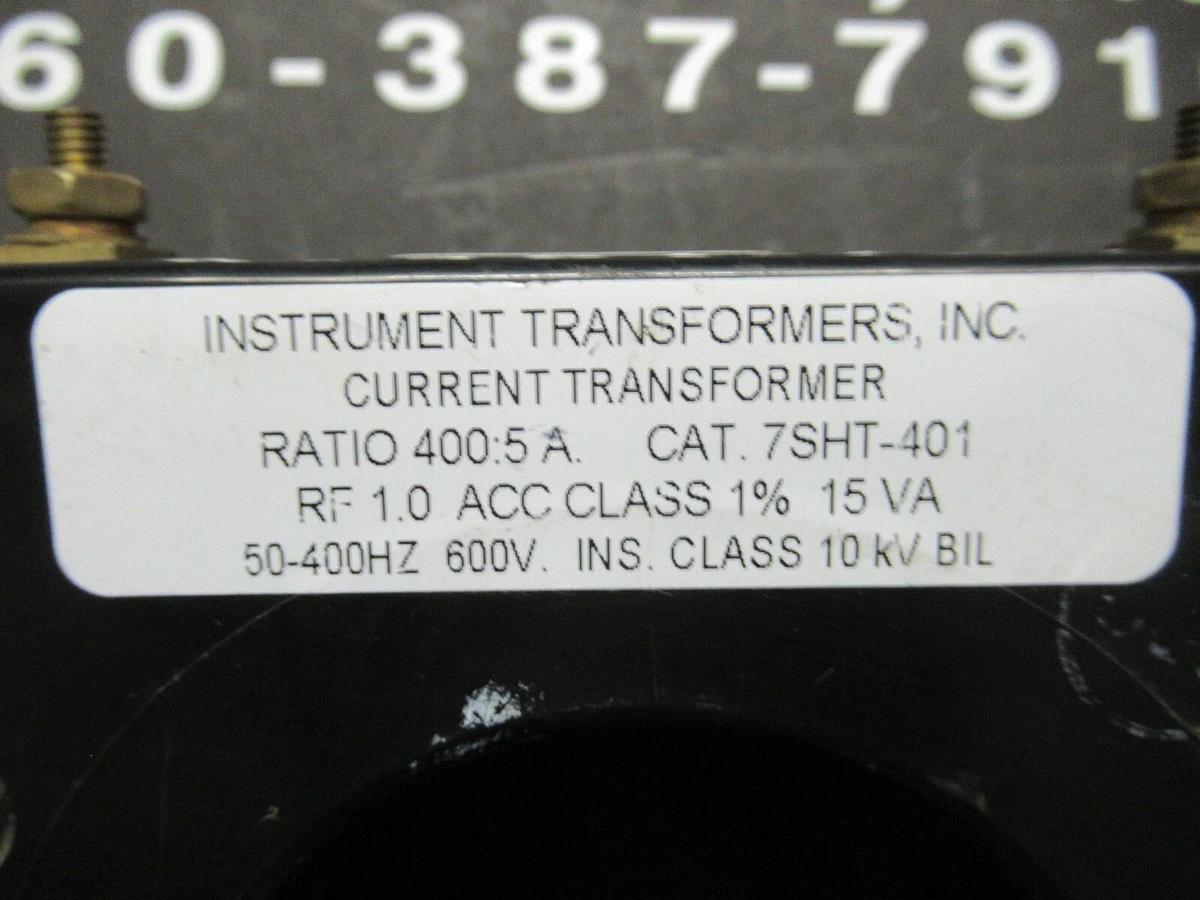 60-387-791
INSTRUMENT TRANSFORMERS, INC.
CURRENT TRANSFORMER
RATIO 400:5 A. CAT. 7SHT-401
RF 1.0 ACC CLASS 1% 15 VA
50-400HZ 600V. INS. CLASS 10 kV BIL